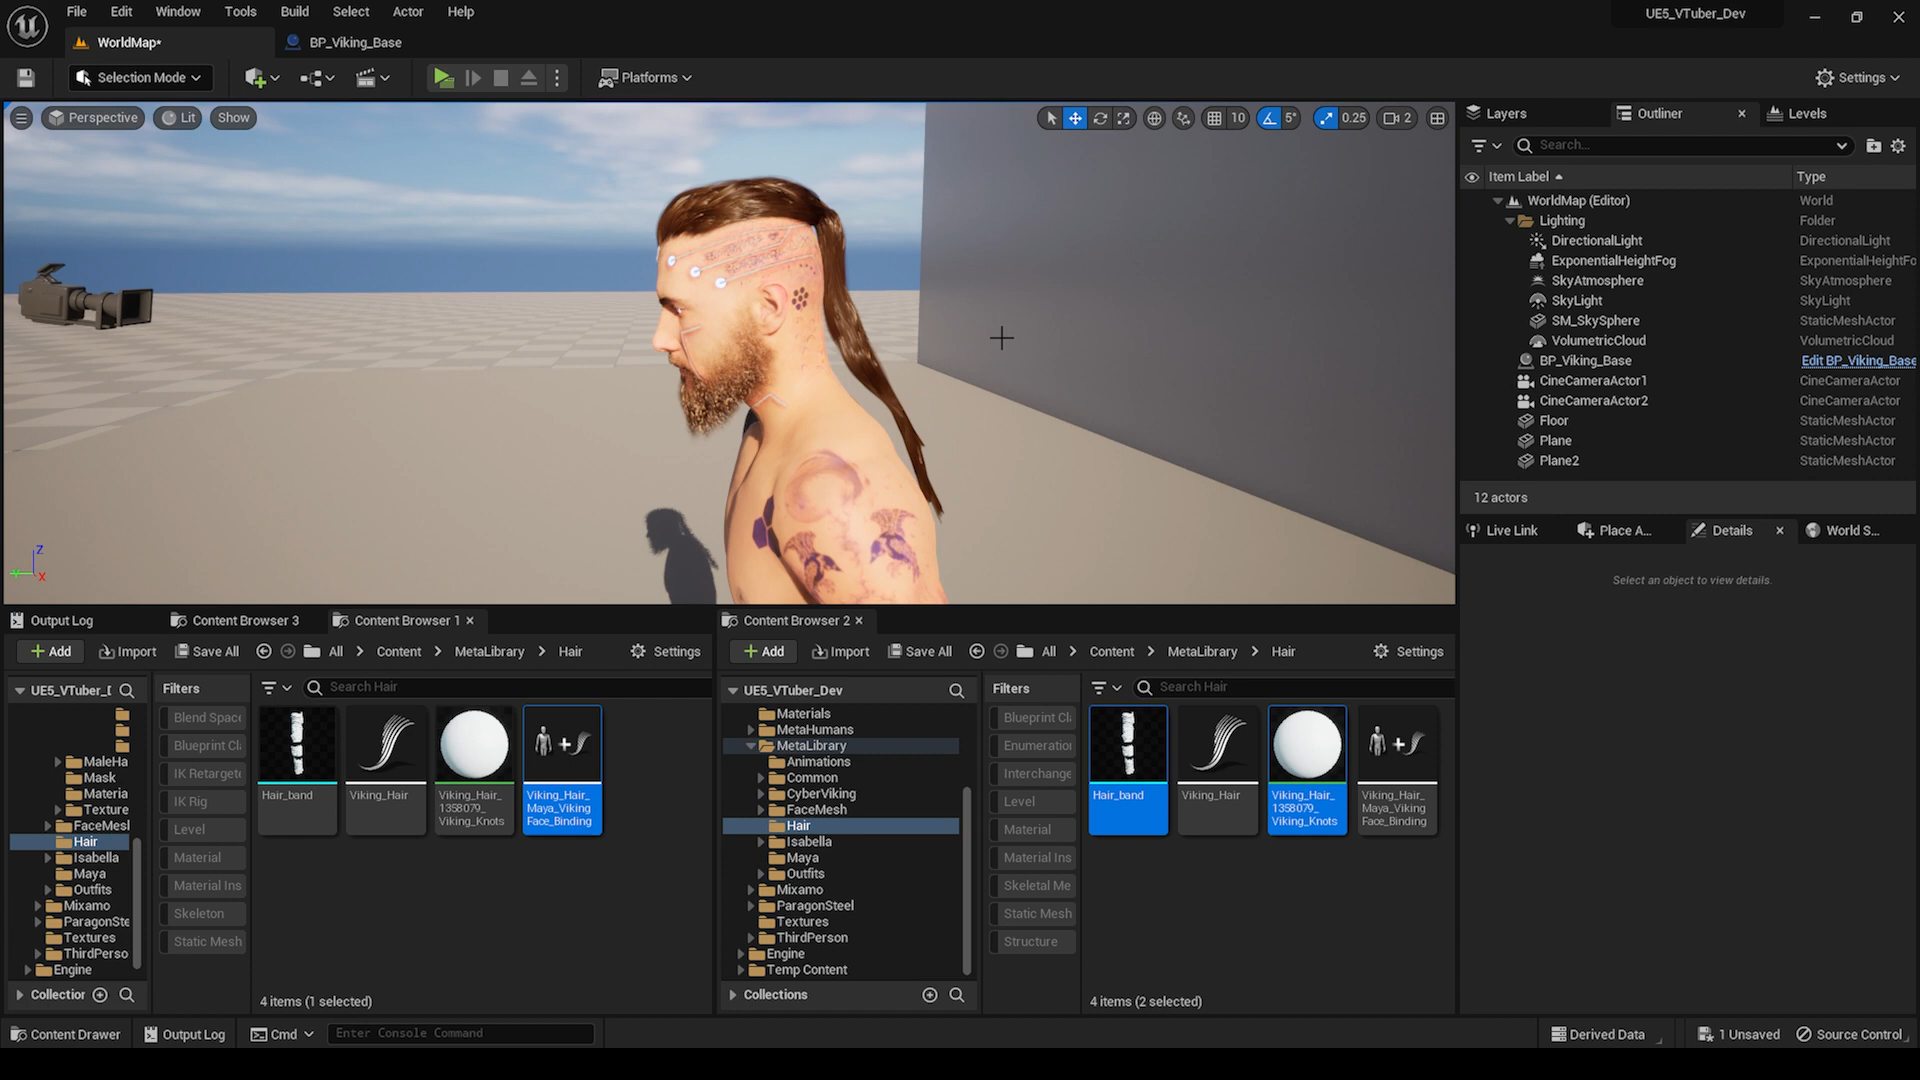 File Edit Window Tools Build Select Actor Help
UE5_VTuber_Dev
WorldMap*
BP_Viking_Base
Selection Mode
Platforms
Settings
Perspective
Lit
Show
10
5°
0.25
2
Layers
Outliner
Levels
Search...
Item Label
Type
WorldMap (Editor) World
Lighting Folder
DirectionalLight DirectionalLight
ExponentialHeightFog ExponentialHeightFo
SkyAtmosphere SkyAtmosphere
SkyLight SkyLight
SM_SkySphere StaticMeshActor
VolumetricCloud VolumetricCloud
BP_Viking_Base Edit BP_Viking_Base
CineCameraActor1 CineCameraActor
CineCameraActor2 CineCameraActor
Floor StaticMeshActor
Plane StaticMeshActor
Plane2 StaticMeshActor
12 actors
Live Link
Place A...
Details
World S...
Select an object to view details.
Z
X
Output Log
Content Browser 3
Content Browser 1
Add
Import
Save All
All
Content
MetaLibrary
Hair
Settings
UE5_VTuber_D
MaleHa
Mask
Materia
Texture
FaceMesl
Hair
Isabella
Maya
Outfits
Mixamo
ParagonSte
Textures
ThirdPerso
Engine
Collection
Filters
Blend Space
Blueprint Cl
IK Retargete
IK Rig
Level
Material
Material Ins
Skeleton
Static Mesh
Search Hair
Hair_band
Viking_Hair
Viking_Hair_
1358079_
Viking_Knots
Viking_Hair_
Maya_Viking
Face_Binding
4 items (1 selected)
Content Browser 2
Add
Import
Save All
All
Content
MetaLibrary
Hair
Settings
UE5_VTuber_Dev
Materials
MetaHumans
MetaLibrary
Animations
Common
CyberViking
FaceMesh
Hair
Isabella
Maya
Outfits
Mixamo
ParagonSteel
Textures
ThirdPerson
Engine
Temp Content
Collections
Filters
Blueprint Cl
Enumeration
Interchange
Level
Material
Material Ins
Skeletal Me
Static Mesh
Structure
Search Hair
Hair_band
Viking_Hair
Viking_Hair_
1358079_
Viking_Knots
Viking_Hair_
Maya_Viking
Face_Binding
4 items (2 selected)
Content Drawer
Output Log
Cmd
Enter Console Command
Derived Data
1 Unsaved
Source Control